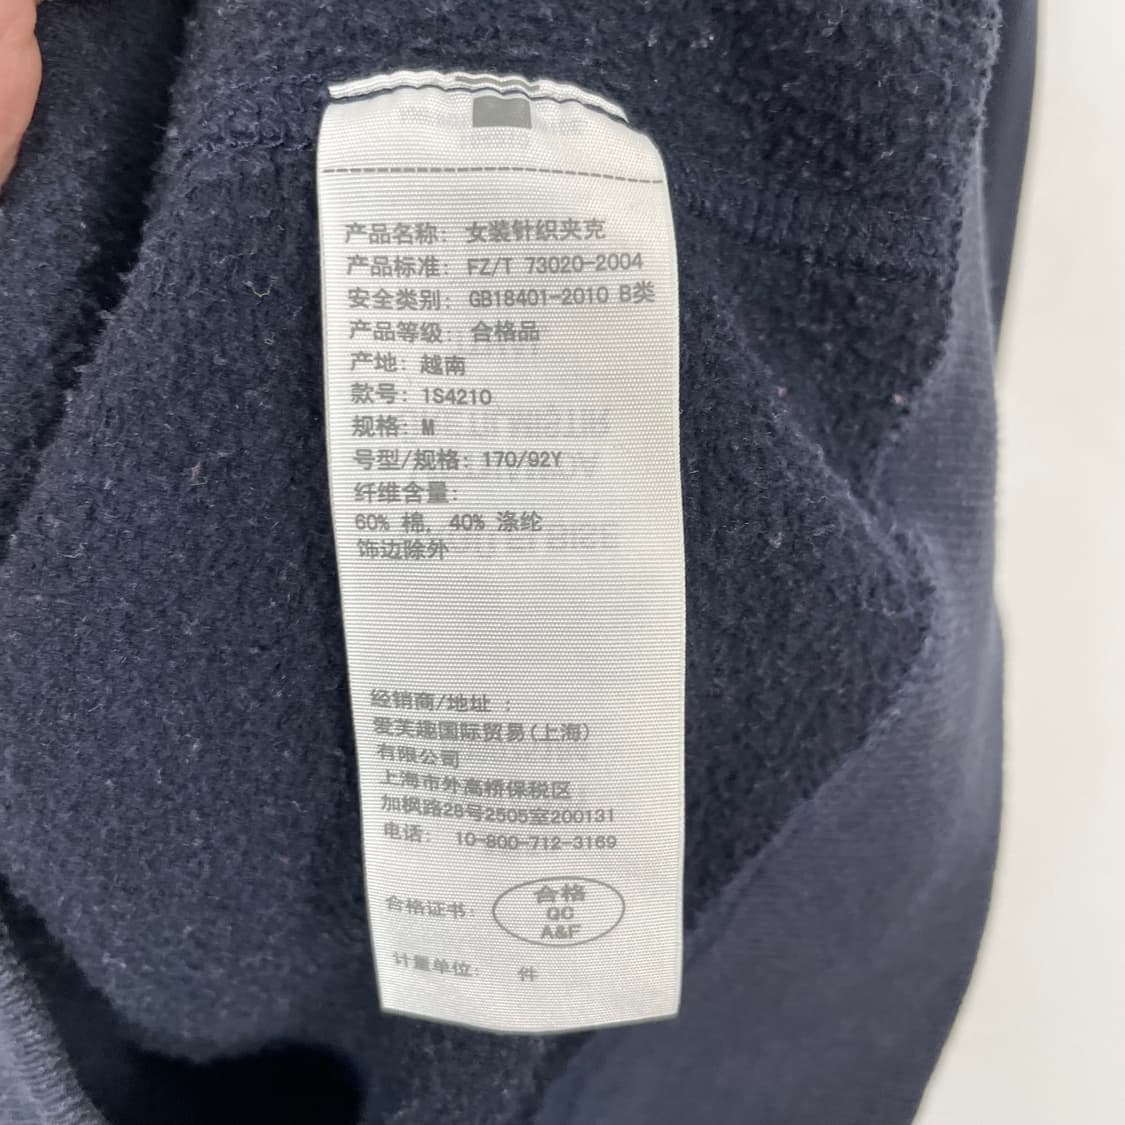 产品名称: 女装针织夹克
产品标准: FZ/T 73020-2004
安全类别: GB18401-2010 B类
产品等级: 合格品
产地: 越南
款号: 1S4210
规格: M
号型/规格: 170/92Y
纤维含量:
60% 棉, 40% 涤纶
饰边除外
经销商/地址 :
爱芙趣国际贸易(上海)
有限公司
上海市外高桥保税区
加枫路26号2505室200131
电话: 10-800-712-3169
合格证书: 合格
QC
A&F
计量单位: 件